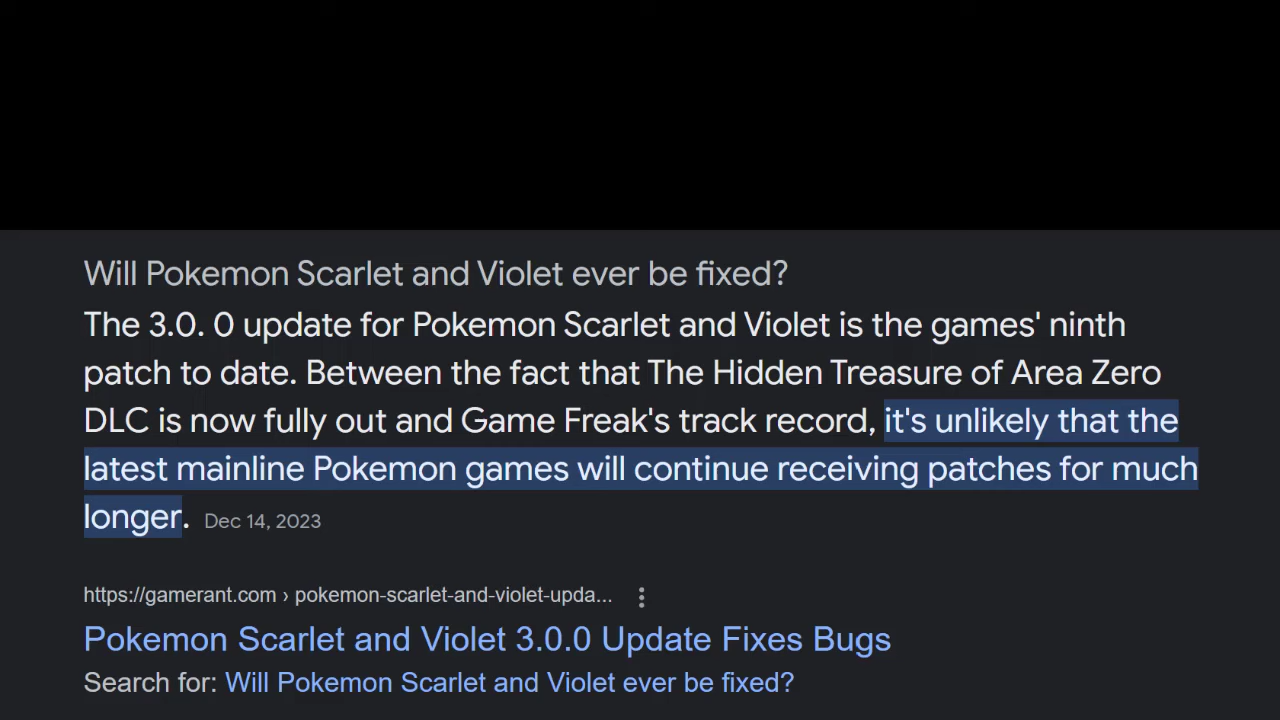 Will Pokemon Scarlet and Violet ever be fixed?
The 3.0. 0 update for Pokemon Scarlet and Violet is the games' ninth
patch to date. Between the fact that The Hidden Treasure of Area Zero
DLC is now fully out and Game Freak's track record, it's unlikely that the
latest mainline Pokemon games will continue receiving patches for much
longer. Dec 14, 2023
https://gamerant.com › pokemon-scarlet-and-violet-upda...
Pokemon Scarlet and Violet 3.0.0 Update Fixes Bugs
Search for: Will Pokemon Scarlet and Violet ever be fixed?